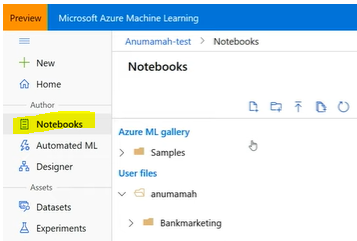 Preview Microsoft Azure Machine Learning
New
Home
Author
Notebooks
Automated ML
Designer
Assets
Datasets
Experiments
Anumamah-test > Notebooks
Notebooks
Azure ML gallery
Samples
User files
anumamah
Bankmarketing